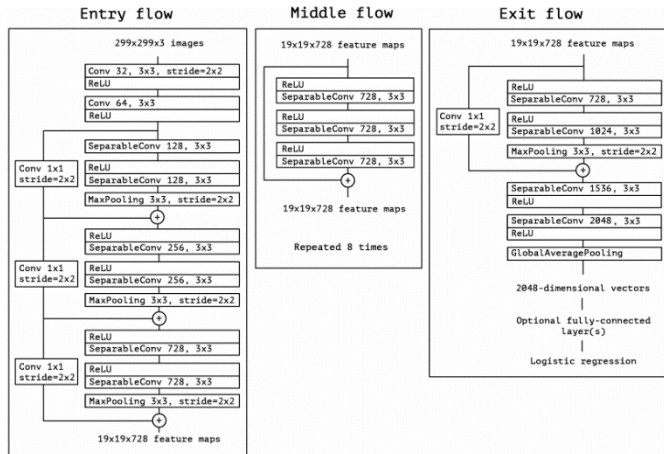 Entry flow
299x299x3 images
Conv 32, 3x3, stride=2x2
ReLU
Conv 64, 3x3
ReLU
Conv 1x1
stride=2x2
SeparableConv 128, 3x3
ReLU
SeparableConv 128, 3x3
MaxPooling 3x3, stride=2x2
+
Conv 1x1
stride=2x2
ReLU
SeparableConv 256, 3x3
ReLU
SeparableConv 256, 3x3
MaxPooling 3x3, stride=2x2
+
Conv 1x1
stride=2x2
ReLU
SeparableConv 728, 3x3
ReLU
SeparableConv 728, 3x3
MaxPooling 3x3, stride=2x2
+
19x19x728 feature maps
Middle flow
19x19x728 feature maps
ReLU
SeparableConv 728, 3x3
ReLU
SeparableConv 728, 3x3
ReLU
SeparableConv 728, 3x3
+
19x19x728 feature maps
Repeated 8 times
Exit flow
19x19x728 feature maps
Conv 1x1
stride=2x2
ReLU
SeparableConv 728, 3x3
ReLU
SeparableConv 1024, 3x3
MaxPooling 3x3, stride=2x2
+
SeparableConv 1536, 3x3
ReLU
SeparableConv 2048, 3x3
ReLU
GlobalAveragePooling
2048-dimensional vectors
Optional fully-connected
layer(s)
Logistic regression